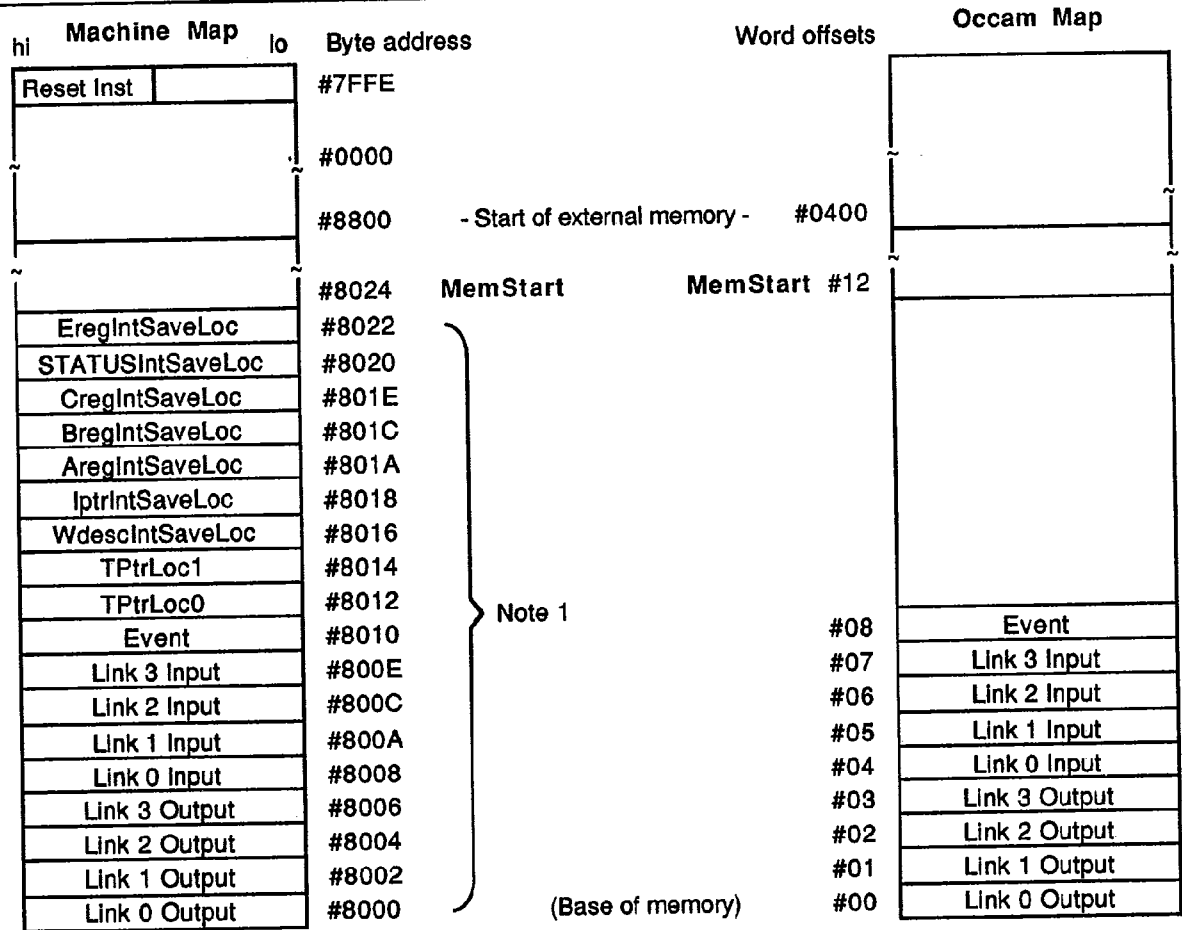 Machine Map
hi lo Byte address Word offsets Occam Map
Reset Inst #7FFE
#0000
#8800 - Start of external memory - #0400
#8024 MemStart MemStart #12
EregIntSaveLoc #8022
STATUSIntSaveLoc #8020
CregIntSaveLoc #801E
BregIntSaveLoc #801C
AregIntSaveLoc #801A
IptrIntSaveLoc #8018
WdescIntSaveLoc #8016
TPtrLoc1 #8014
TPtrLoc0 #8012
Note 1
Event #8010 #08 Event
Link 3 Input #800E #07 Link 3 Input
Link 2 Input #800C #06 Link 2 Input
Link 1 Input #800A #05 Link 1 Input
Link 0 Input #8008 #04 Link 0 Input
Link 3 Output #8006 #03 Link 3 Output
Link 2 Output #8004 #02 Link 2 Output
Link 1 Output #8002 #01 Link 1 Output
Link 0 Output #8000 (Base of memory) #00 Link 0 Output